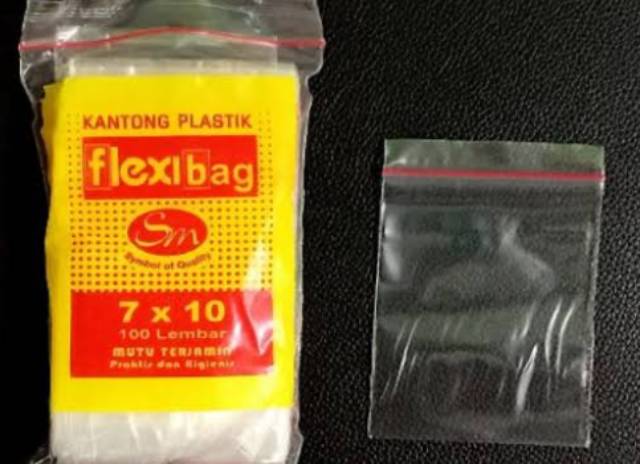 KANTONG PLASTIK
flexibag
Sm
Symbol of Quality
7 x 10
100 Lembar
MUTU TERJAMIN
Praktis dan Higienis